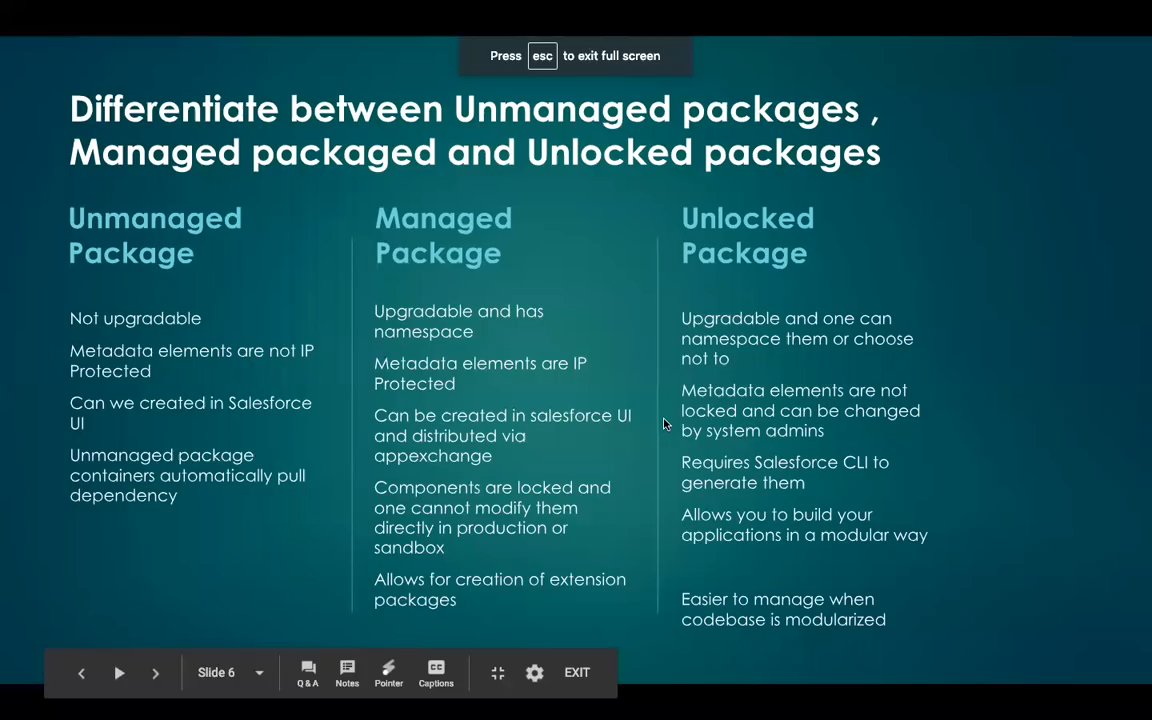 Press esc to exit full screen
Differentiate between Unmanaged packages ,
Managed packaged and Unlocked packages
Unmanaged
Package
Not upgradable
Metadata elements are not IP
Protected
Can we created in Salesforce
UI
Unmanaged package
containers automatically pull
dependency
Managed
Package
Upgradable and has
namespace
Metadata elements are IP
Protected
Can be created in salesforce UI
and distributed via
appexchange
Components are locked and
one cannot modify them
directly in production or
sandbox
Allows for creation of extension
packages
Unlocked
Package
Upgradable and one can
namespace them or choose
not to
Metadata elements are not
locked and can be changed
by system admins
Requires Salesforce CLI to
generate them
Allows you to build your
applications in a modular way
Easier to manage when
codebase is modularized
Slide 6
Q & A
Notes
Pointer
CC
Captions
EXIT